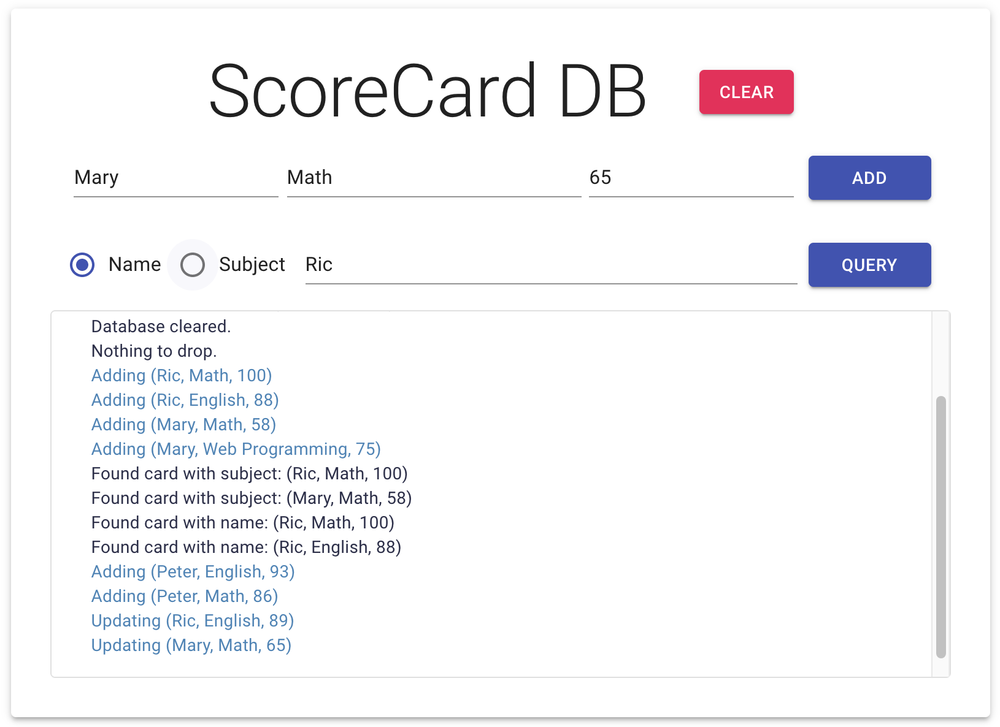 ScoreCard DB CLEAR
Mary Math 65 ADD
Name Subject Ric QUERY
Database cleared.
Nothing to drop.
Adding (Ric, Math, 100)
Adding (Ric, English, 88)
Adding (Mary, Math, 58)
Adding (Mary, Web Programming, 75)
Found card with subject: (Ric, Math, 100)
Found card with subject: (Mary, Math, 58)
Found card with name: (Ric, Math, 100)
Found card with name: (Ric, English, 88)
Adding (Peter, English, 93)
Adding (Peter, Math, 86)
Updating (Ric, English, 89)
Updating (Mary, Math, 65)